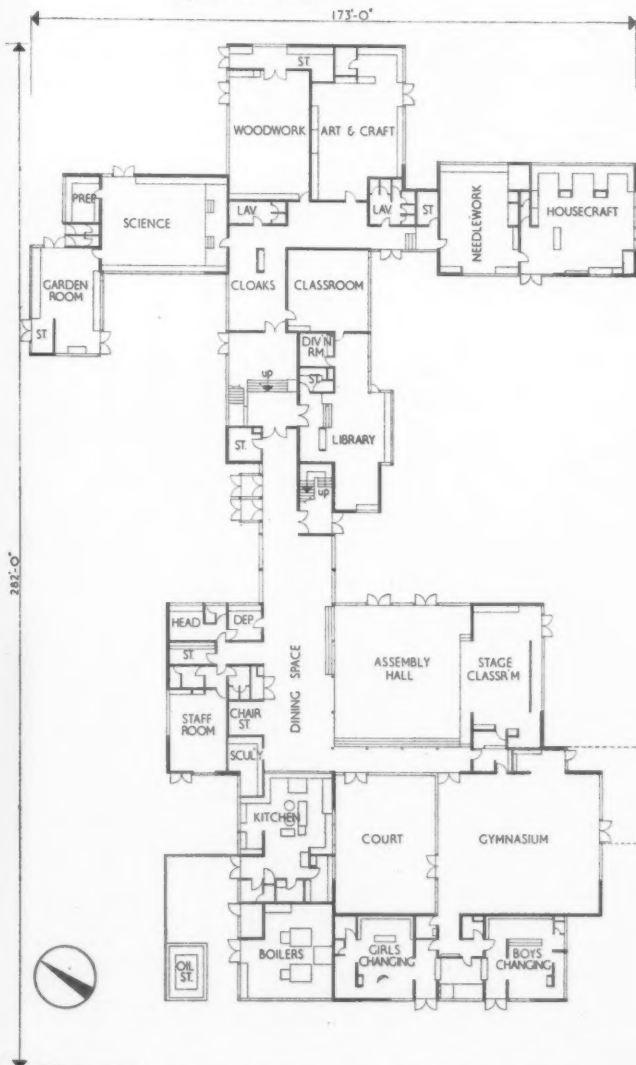 173'-0"
ST.
WOODWORK
ART & CRAFT
PREP
SCIENCE
LAV.
LAV.
ST
NEEDLEWORK
HOUSECRAFT
GARDEN
ROOM
ST.
CLOAKS
CLASSROOM
DIV'N
RM.
up
ST.
ST.
LIBRARY
up
282'-0"
HEAD
DEP.
ST.
ASSEMBLY
HALL
STAGE
CLASSRM
DINING SPACE
STAFF
ROOM
CHAIR
ST.
SCUL'Y
KITCHEN
COURT
GYMNASIUM
OIL
ST.
BOILERS
GIRLS
CHANGING
BOYS
CHANGING